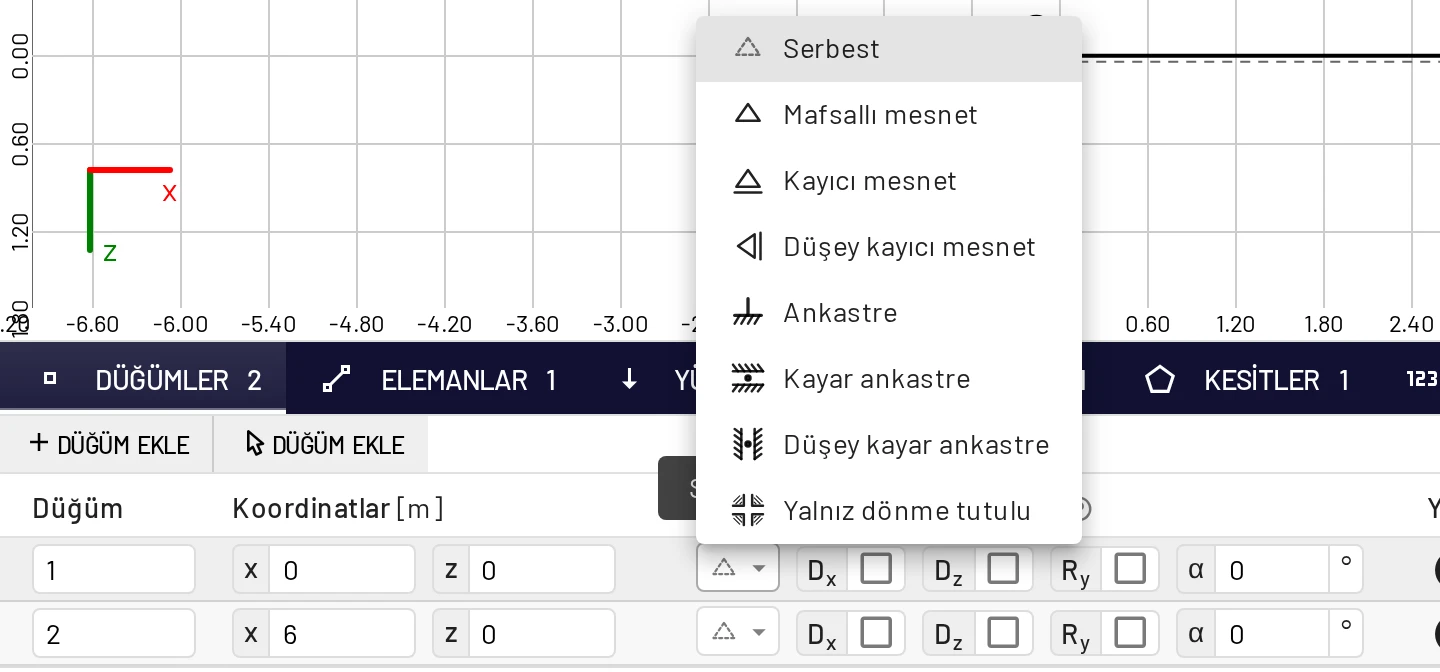 Serbest
0.00
Mafsallı mesnet
0.60
Kayıcı mesnet
x
Düşey kayıcı mesnet
1.20
z
Ankastre
1.80
-6.60 -6.00 -5.40 -4.80 -4.20 -3.60 -3.00 0.60 1.20 1.80 2.40
DÜĞÜMLER 2 ELEMANLAR 1 Kayar ankastre KESİTLER 1 123
DÜĞÜM EKLE DÜĞÜM EKLE Düşey kayar ankastre
Düğüm Koordinatlar [m] Yalnız dönme tutulu
1 x 0 z 0 Dx Dz Ry α 0 °
2 x 6 z 0 Dx Dz Ry α 0 °